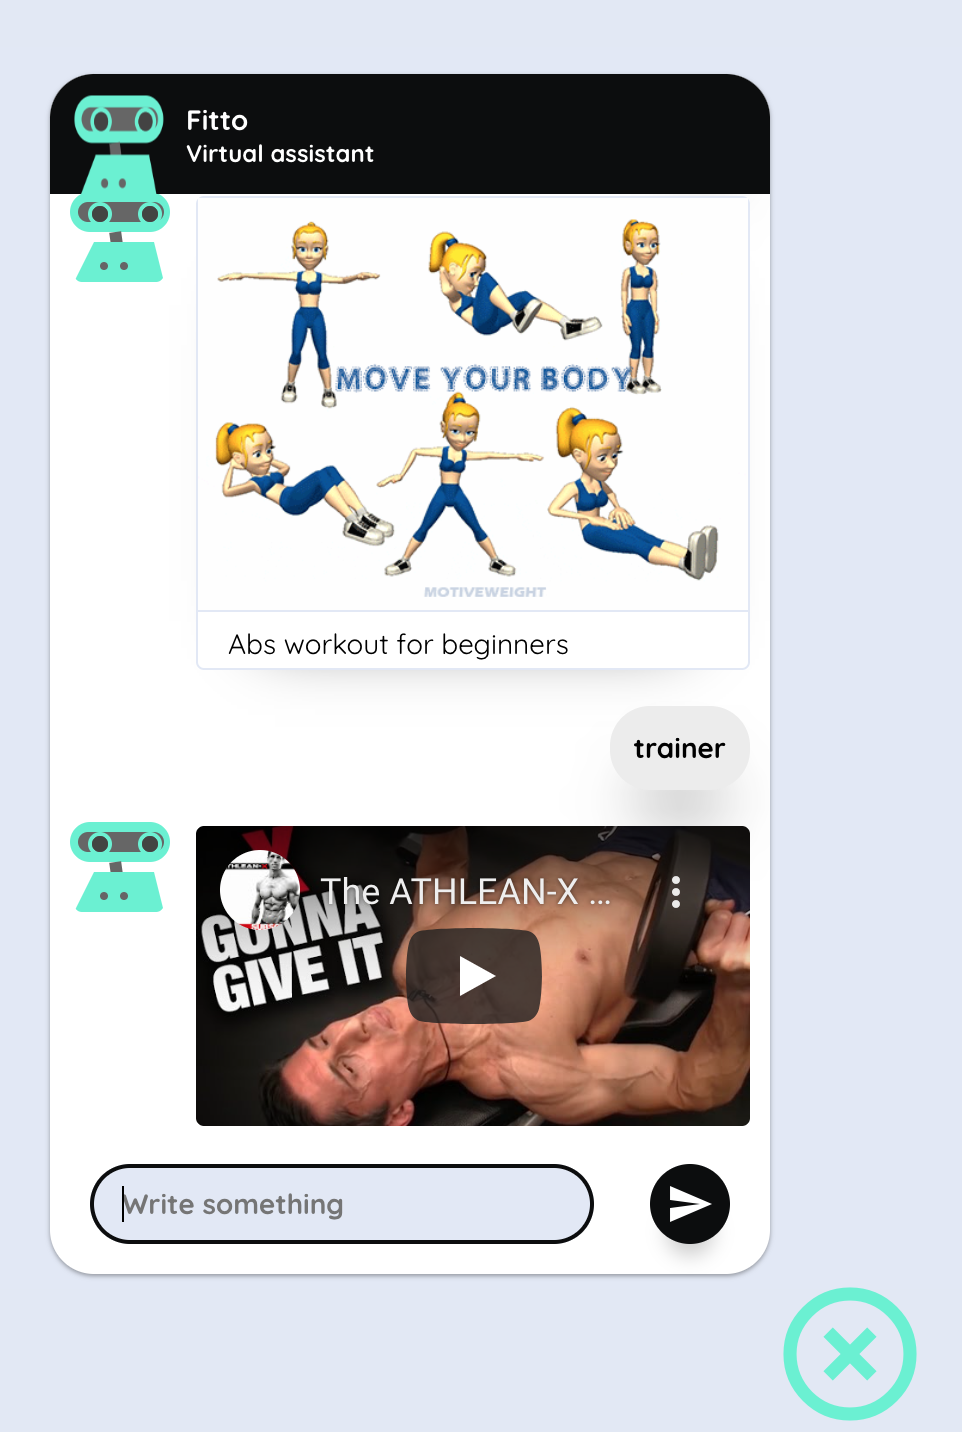 Fitto
Virtual assistant
MOVE YOUR BODY
MOTIVEWEIGHT
Abs workout for beginners
trainer
The ATHLEAN-X ...
GONNA
GIVE IT
Write something